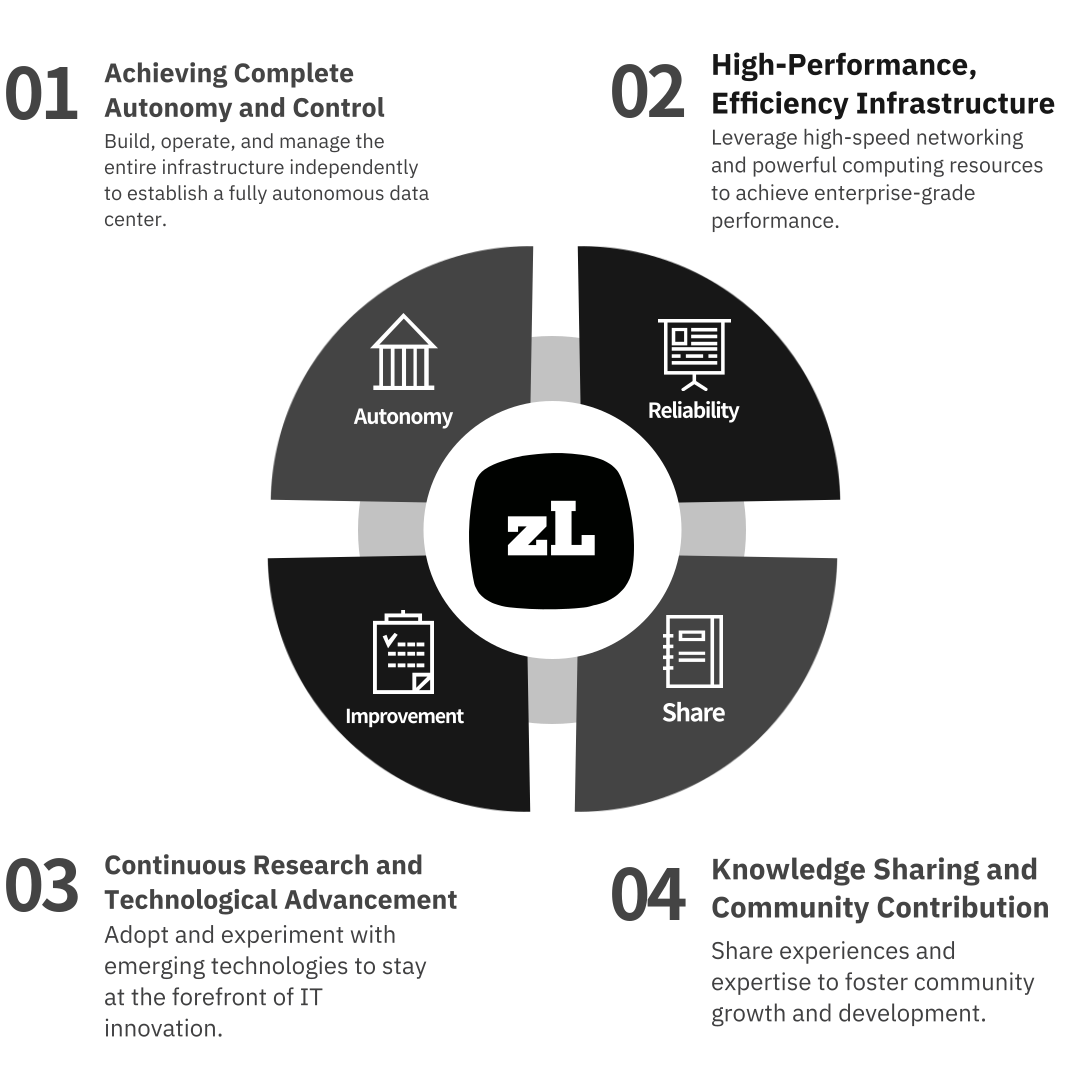 01
Achieving Complete
Autonomy and Control
Build, operate, and manage the
entire infrastructure independently
to establish a fully autonomous data
center.
02
High-Performance,
Efficiency Infrastructure
Leverage high-speed networking
and powerful computing resources
to achieve enterprise-grade
performance.
Autonomy
Reliability
zL
Improvement
Share
03
Continuous Research and
Technological Advancement
Adopt and experiment with
emerging technologies to stay
at the forefront of IT
innovation.
04
Knowledge Sharing and
Community Contribution
Share experiences and
expertise to foster community
growth and development.